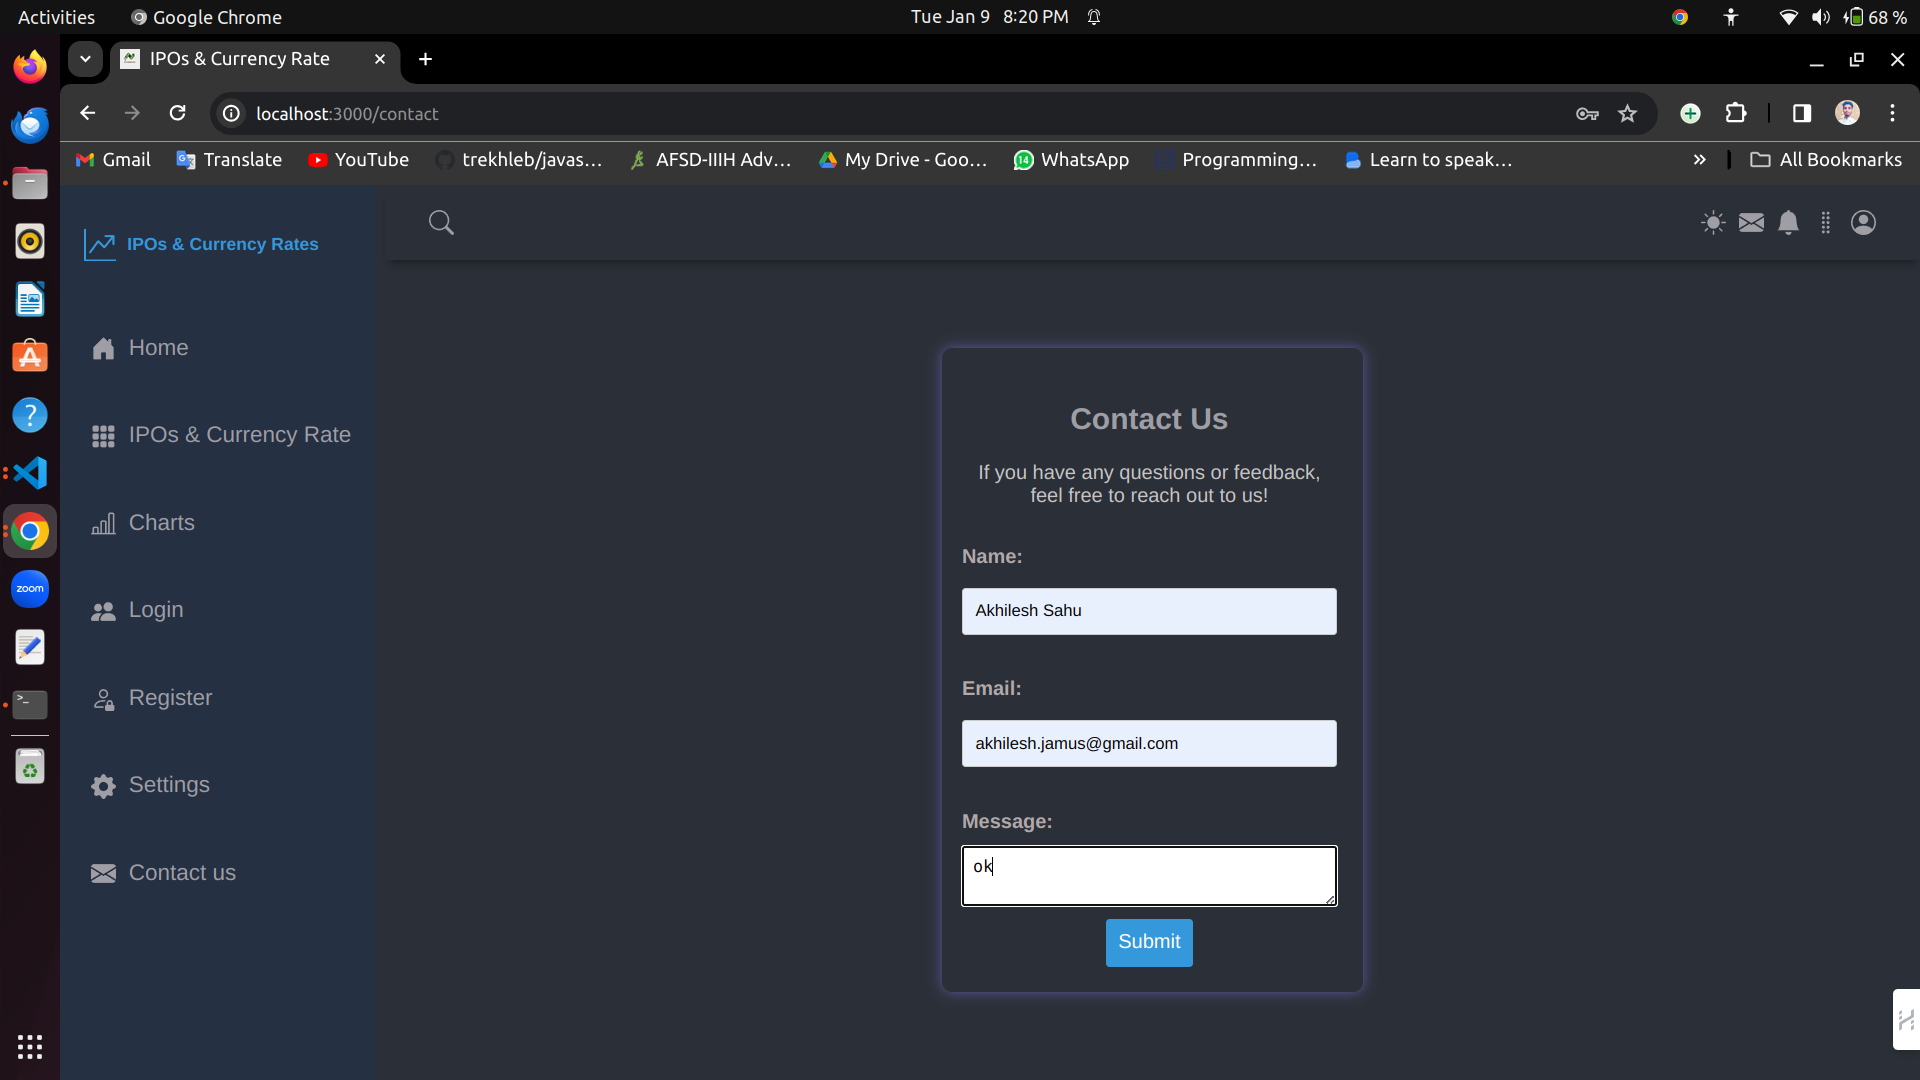 Activities
Google Chrome
Tue Jan 9 8:20 PM
68 %
IPOs & Currency Rate
localhost:3000/contact
Gmail
Translate
YouTube
trekhleb/javas...
AFSD-IIIH Adv...
My Drive - Goo...
14
WhatsApp
Programming...
Learn to speak...
All Bookmarks
IPOs & Currency Rates
Home
IPOs & Currency Rate
Charts
Login
Register
Settings
Contact us
zoom
Contact Us
If you have any questions or feedback,
feel free to reach out to us!
Name:
Akhilesh Sahu
Email:
akhilesh.jamus@gmail.com
Message:
ok
Submit